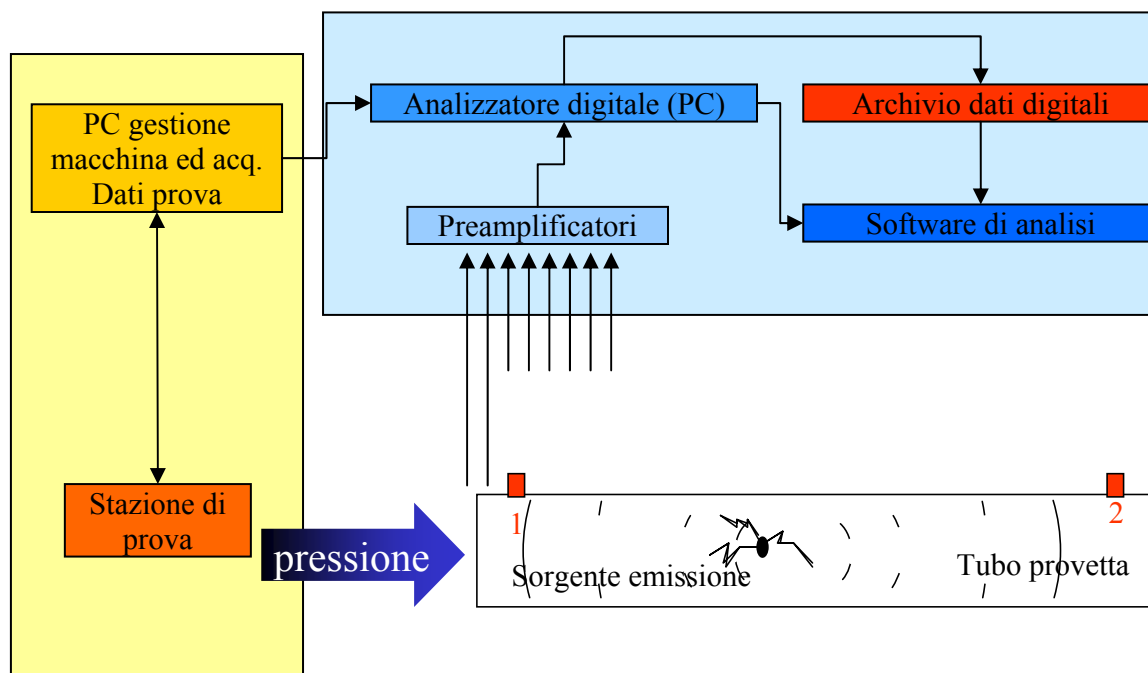 PC gestione
macchina ed acq.
Dati prova
Stazione di
prova
Analizzatore digitale (PC)
Archivio dati digitali
Preamplificatori
Software di analisi
pressione
1
2
Sorgente emissione
Tubo provetta